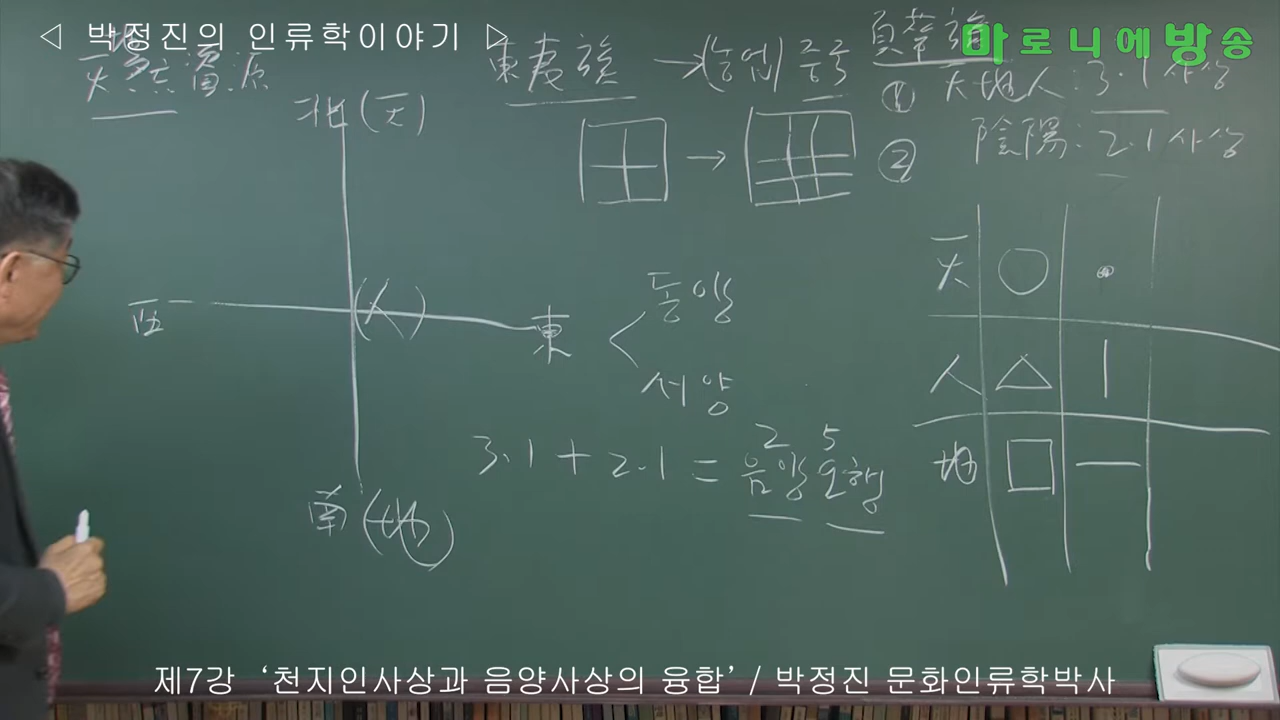 ◁ 박정진의 인류학이야기 ▷
마로니에방송
資源
東夷族 → (농업) 중국
北(天)
① 天地人: 3·1 사상
② 陰陽: 2·1 사상
→
天
西
(人)
東
동양
서양
人
3·1 + 2·1 = 음양 오행
2 5
地
南(地)
제7강 '천지인사상과 음양사상의 융합' / 박정진 문화인류학박사